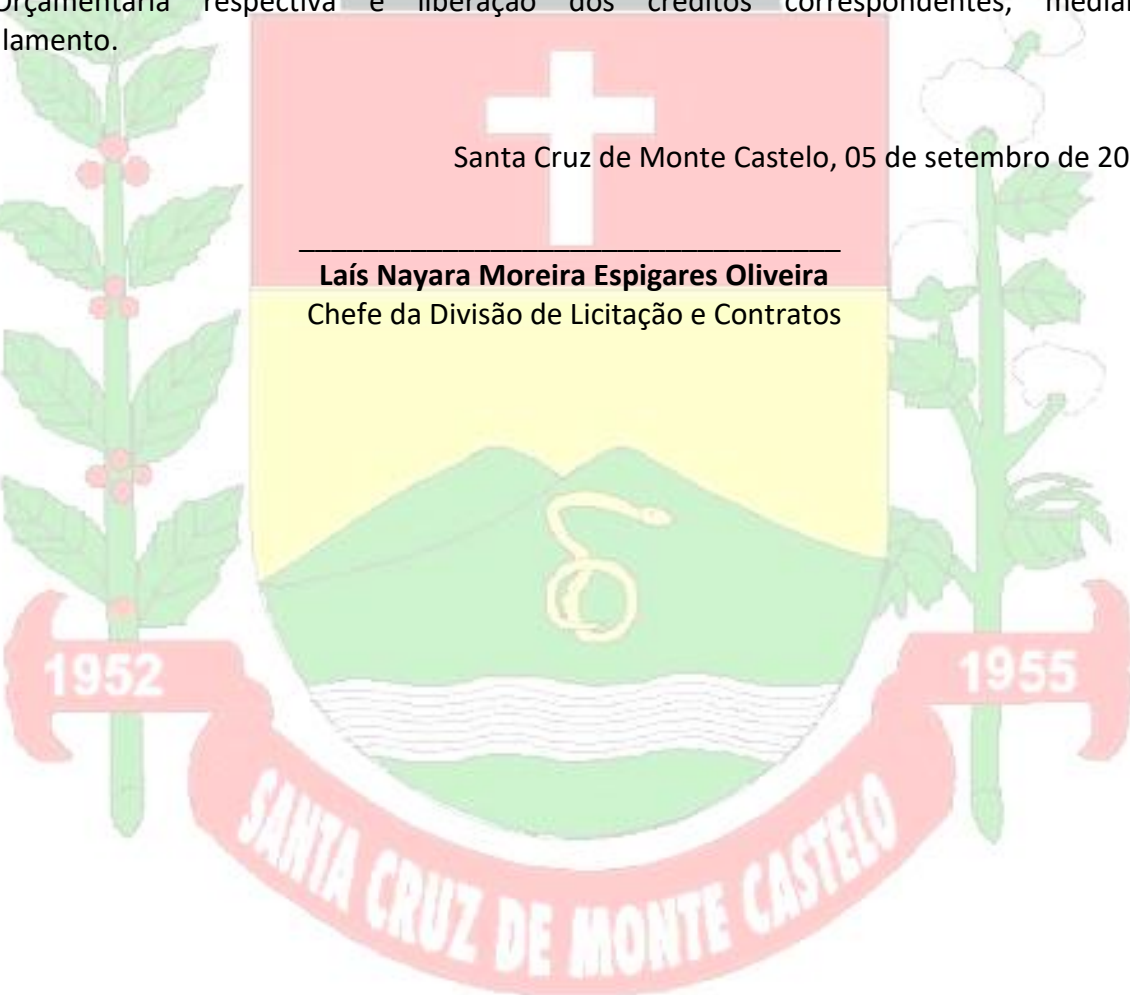 Orçamentária respectiva e liberação dos créditos correspondentes, media
lamento.
Santa Cruz de Monte Castelo, 05 de setembro de 20
Laís Nayara Moreira Espigares Oliveira
Chefe da Divisão de Licitação e Contratos
1952
1955
SANTA CRUZ DE MONTE CASTELO